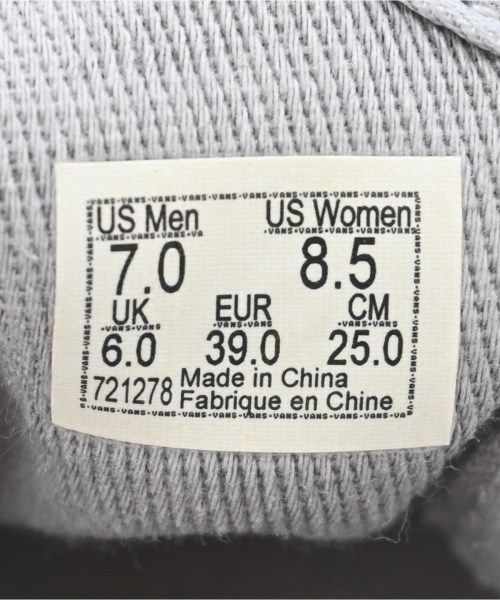 US Men US Women
7.0 8.5
UK EUR CM
6.0 39.0 25.0
721278 Made in China
Fabrique en Chine